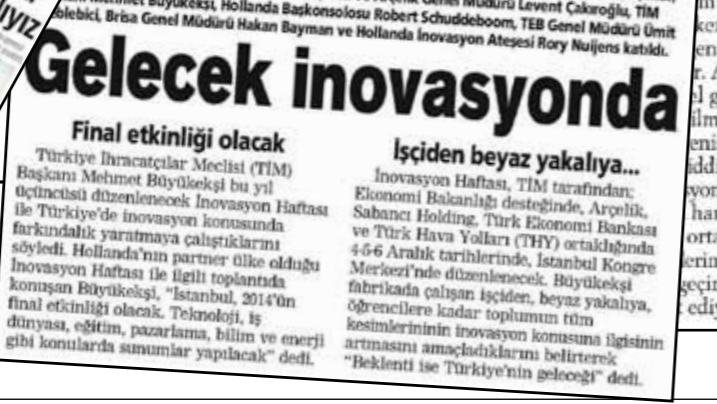 IYIZ
Genel Müdürü Levent Çakıroğlu, TİM
Mehmet Büyükekşi, Hollanda Başkonsolosu Robert Schuddeboom, TEB Genel Müdürü Ümit
Brisa Genel Müdürü Hakan Bayman ve Hollanda İnovasyon Ateşesi Rory Nuijens katıldı.
Gelecek inovasyonda
Final etkinliği olacak
Türkiye İhracatçılar Meclisi (TİM)
Başkanı Mehmet Büyükekşi bu yıl
üçüncüsü düzenlenecek İnovasyon Haftası
ile Türkiye'de inovasyon konusunda
farkındalık yaratmaya çalıştıklarını
söyledi. Hollanda'nın partner ülke olduğu
İnovasyon Haftası ile ilgili toplantıda
konuşan Büyükekşi, "İstanbul, 2014'ün
final etkinliği olacak. Teknoloji, iş
dünyası, eğitim, pazarlama, bilim ve enerji
gibi konularda sunumlar yapılacak" dedi.
İşçiden beyaz yakalıya...
İnovasyon Haftası, TİM tarafından;
Ekonomi Bakanlığı desteğinde, Arçelik,
Sabancı Holding, Türk Ekonomi Bankası
ve Türk Hava Yolları (THY) ortaklığında
4-5-6 Aralık tarihlerinde, İstanbul Kongre
Merkezi'nde düzenlenecek. Büyükekşi
fabrikada çalışan işçiden, beyaz yakalıya,
öğrencilere kadar toplumun tüm
kesimlerininin inovasyon konusuna ilgisinin
artmasını amaçladıklarını belirterek
"Beklenti ise Türkiye'nin geleceği" dedi.